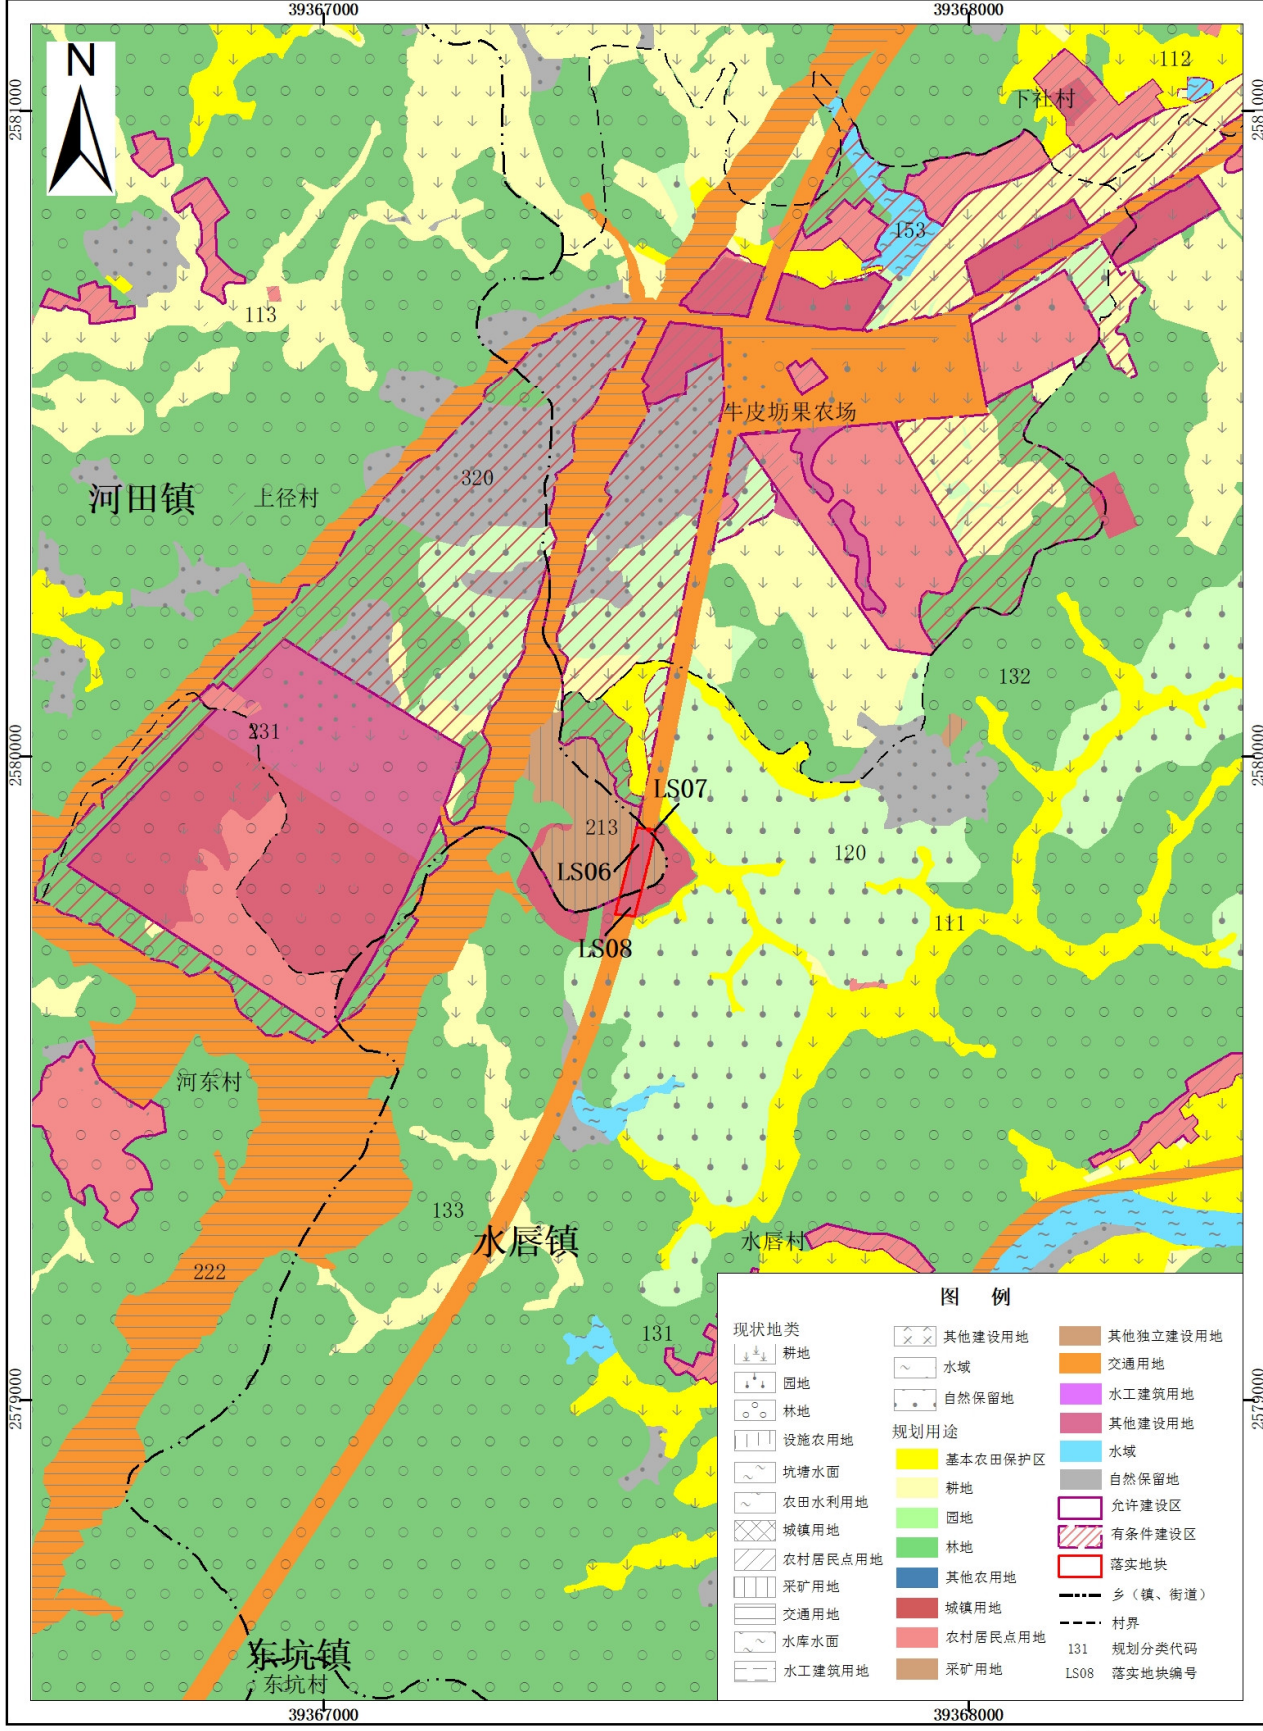 39367000
39368000
N
2581000
2581000
112
下社村
153
113
牛皮坜果农场
320
河田镇
上径村
132
231
2580000
2580000
LS07
213
120
LS06
111
LS08
河东村
133
水唇镇
水唇村
222
131
2579000
2579000
东坑镇
东坑村
图 例
现状地类
耕地
园地
林地
设施农用地
坑塘水面
农田水利用地
城镇用地
农村居民点用地
采矿用地
交通用地
水库水面
水工建筑用地
其他建设用地
水域
自然保留地
规划用途
基本农田保护区
耕地
园地
林地
其他农用地
城镇用地
农村居民点用地
采矿用地
其他独立建设用地
交通用地
水工建筑用地
其他建设用地
水域
自然保留地
允许建设区
有条件建设区
落实地块
乡（镇、街道）
村界
131 规划分类代码
LS08 落实地块编号
39367000
39368000